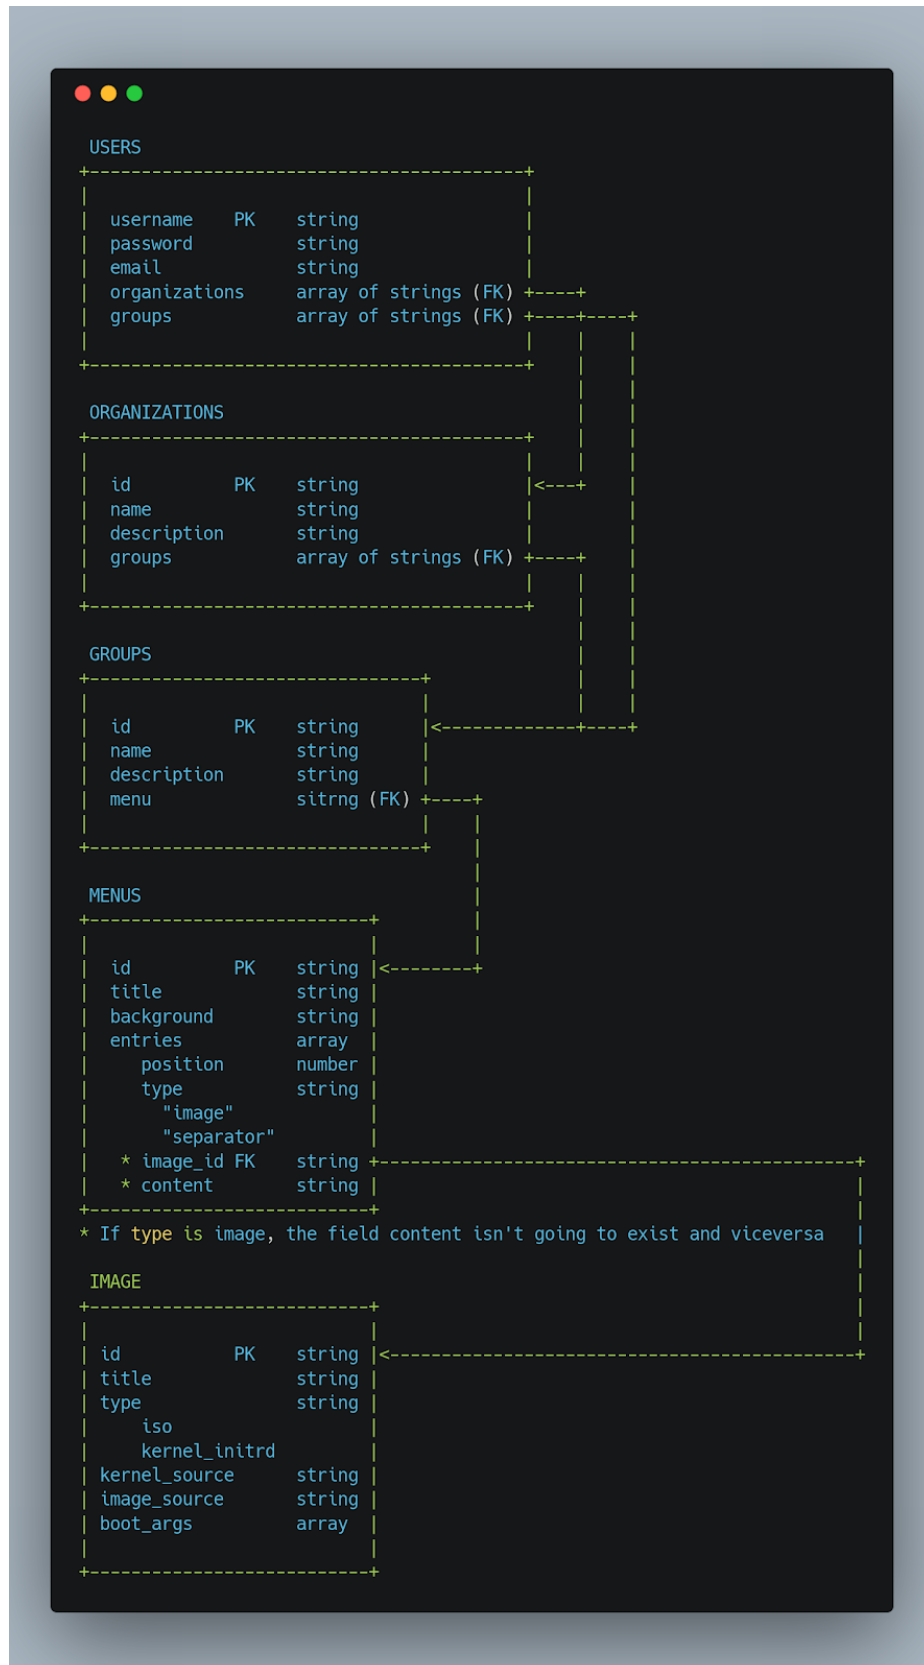 USERS
+------------------------------------------+
|                                          |
|  username    PK    string                |
|  password          string                |
|  email             string                |
|  organizations     array of strings (FK) +----+
|  groups            array of strings (FK) +----+----+
|                                          |    |    |
+------------------------------------------+    |    |
ORGANIZATIONS
+------------------------------------------+    |    |
|                                          |    |    |
|  id          PK    string                |<---+    |
|  name              string                |         |
|  description       string                |         |
|  groups            array of strings (FK) +----+    |
|                                          |    |    |
+------------------------------------------+    |    |
GROUPS
+--------------------------------+              |    |
|                                |              |    |
|  id          PK    string      |<-------------+----+
|  name              string      |
|  description       string      |
|  menu              sitrng (FK) +----+
|                                |    |
+--------------------------------+    |
MENUS
+---------------------------+         |
|                           |         |
|  id          PK    string |<--------+
|  title             string |
|  background        string |
|  entries           array  |
|     position       number |
|     type           string |
|       "image"             |
|       "separator"         |
|   * image_id FK    string +----------------------------------------------+
|   * content        string |                                              |
+---------------------------+                                              |
* If type is image, the field content isn't going to exist and viceversa   |
IMAGE
+---------------------------+                                              |
|                           |                                              |
| id           PK    string |<---------------------------------------------+
| title              string |
| type               string |
|     iso                   |
|     kernel_initrd         |
| kernel_source      string |
| image_source       string |
| boot_args          array  |
|                           |
+---------------------------+